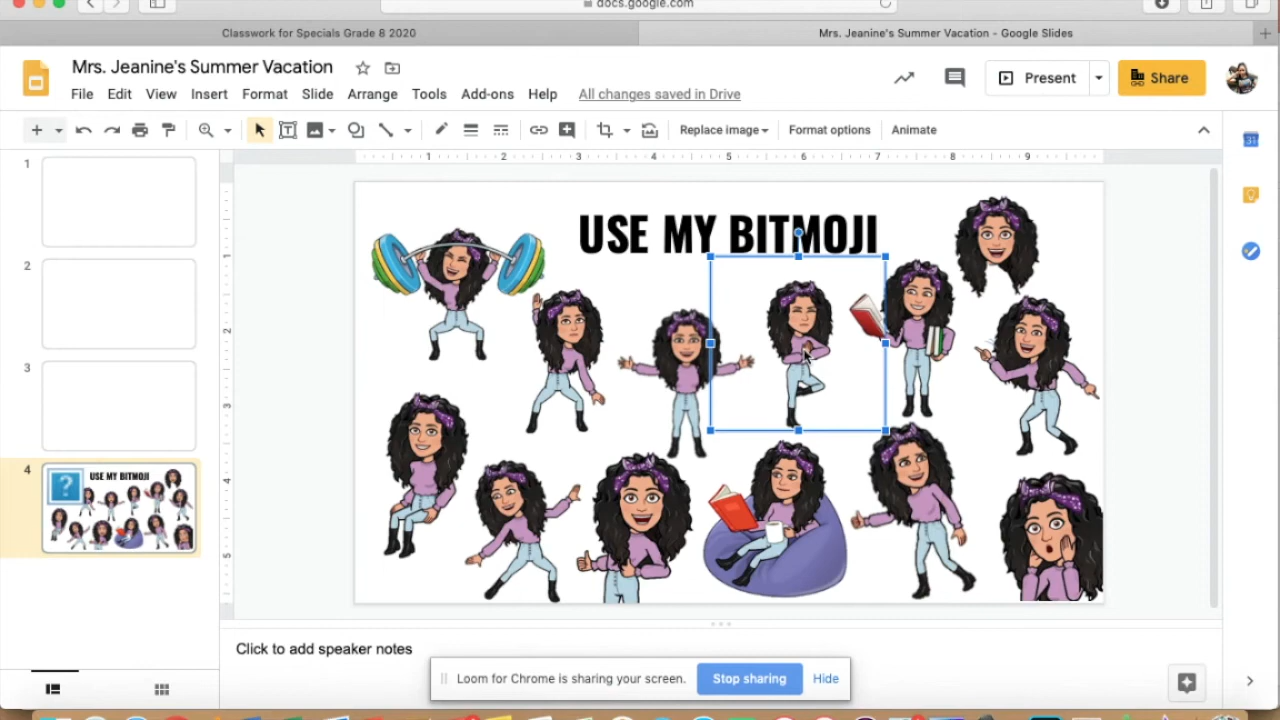 docs.google.com
Classwork for Specials Grade 8 2020
Mrs. Jeanine's Summer Vacation - Google Slides
Mrs. Jeanine's Summer Vacation
Present
Share
File Edit View Insert Format Slide Arrange Tools Add-ons Help All changes saved in Drive
Replace image Format options Animate
1 2 3 4 5 6 7 8 9
1
2
3
4
5
1
2
3
4
USE MY BITMOJI
?
USE MY BITMOJI
31
Click to add speaker notes
Loom for Chrome is sharing your screen. Stop sharing Hide